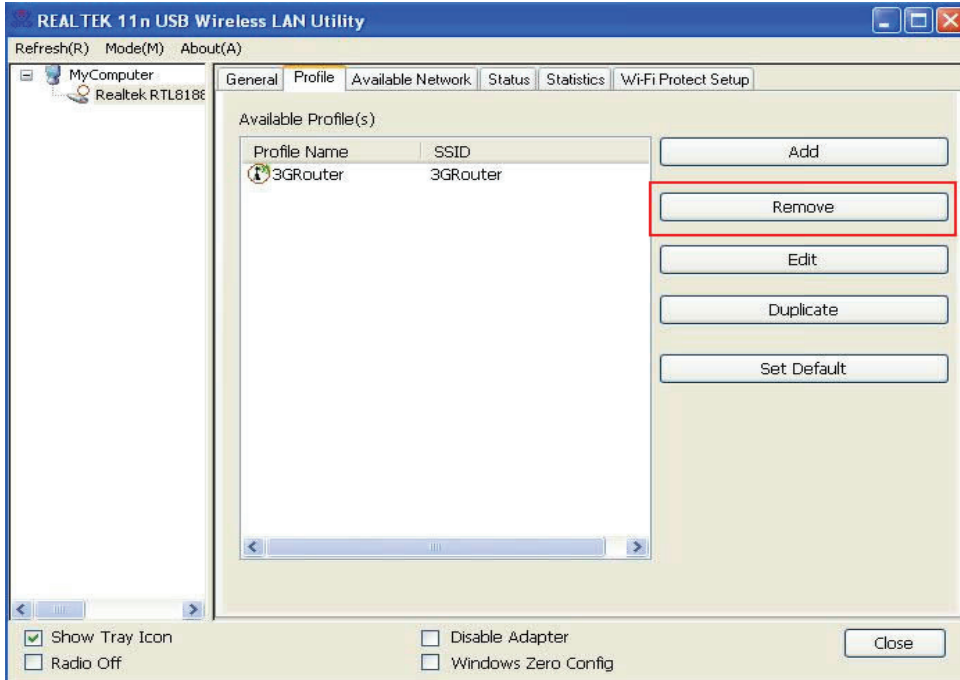 REALTEK 11n USB Wireless LAN Utility
Refresh(R) Mode(M) About(A)
MyComputer
Realtek RTL8188
General Profile Available Network Status Statistics Wi-Fi Protect Setup
Available Profile(s)
Profile Name SSID
3GRouter 3GRouter
Add
Remove
Edit
Duplicate
Set Default
Show Tray Icon
Radio Off
Disable Adapter
Windows Zero Config
Close